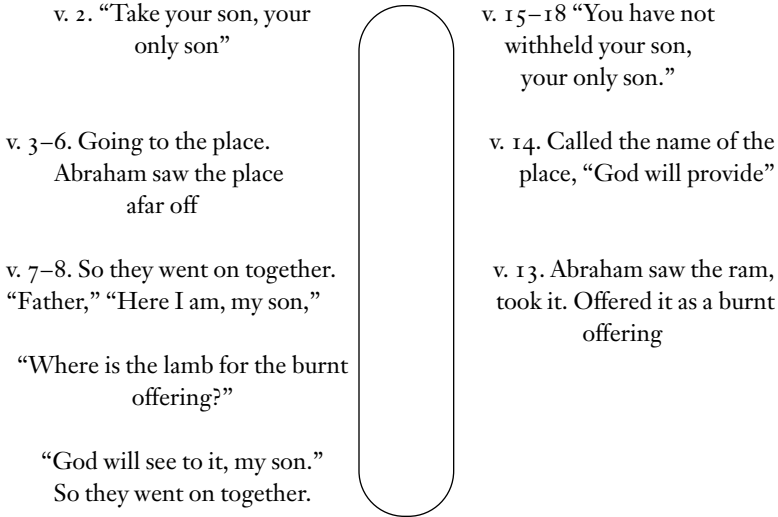 v. 2. “Take your son, your
only son”
v. 3–6. Going to the place.
Abraham saw the place
afar off
v. 7–8. So they went on together.
“Father,” “Here I am, my son,”
“Where is the lamb for the burnt
offering?”
“God will see to it, my son.”
So they went on together.
v. 15–18 “You have not
withheld your son,
your only son.”
v. 14. Called the name of the
place, “God will provide”
v. 13. Abraham saw the ram,
took it. Offered it as a burnt
offering